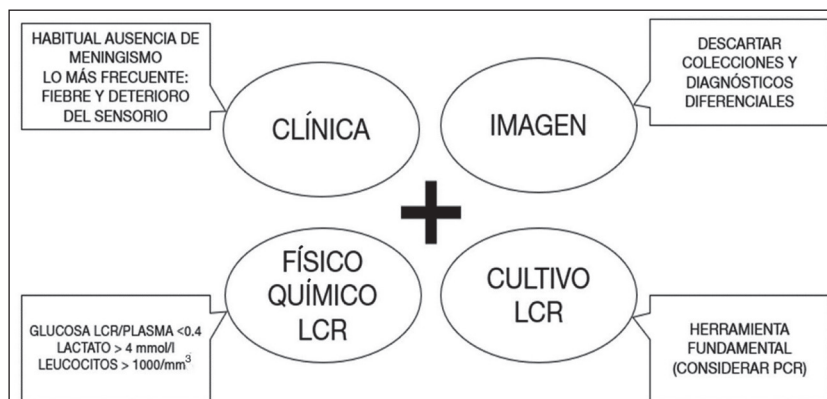 HABITUAL AUSENCIA DE
MENINGISMO
LO MÁS FRECUENTE:
FIEBRE Y DETERIORO
DEL SENSORIO
CLÍNICA
IMAGEN
DESCARTAR
COLECCIONES Y
DIAGNÓSTICOS
DIFERENCIALES
FÍSICO
QUÍMICO
LCR
CULTIVO
LCR
GLUCOSA LCR/PLASMA <0.4
LACTATO > 4 mmol/l
LEUCOCITOS > 1000/mm³
HERRAMIENTA
FUNDAMENTAL
(CONSIDERAR PCR)